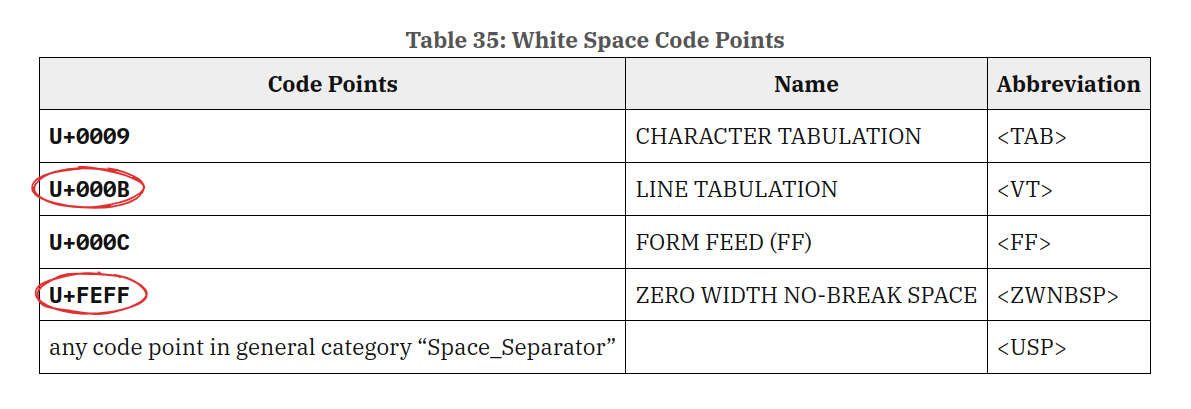 Table 35: White Space Code Points
Code Points Name Abbreviation
U+0009 CHARACTER TABULATION <TAB>
U+000B LINE TABULATION <VT>
U+000C FORM FEED (FF) <FF>
U+FEFF ZERO WIDTH NO-BREAK SPACE <ZWNBSP>
any code point in general category “Space_Separator” <USP>